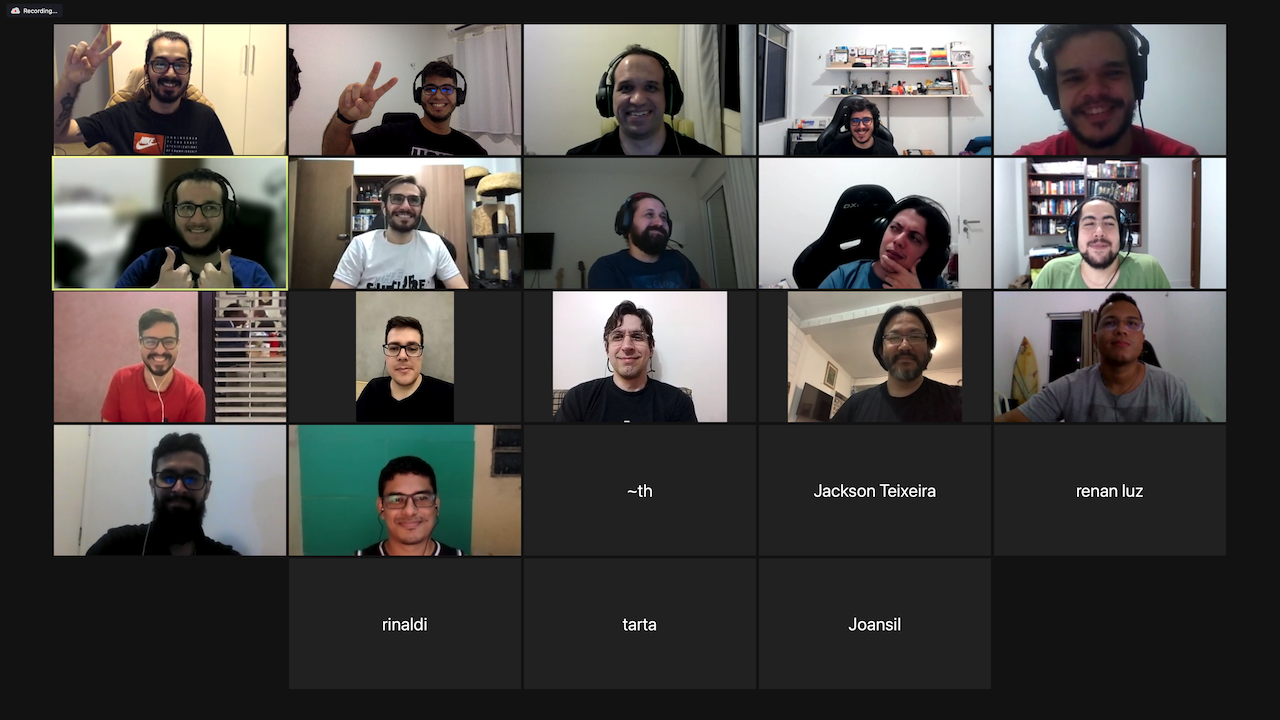 Recording...
~th
Jackson Teixeira
renan luz
rinaldi
tarta
Joansil